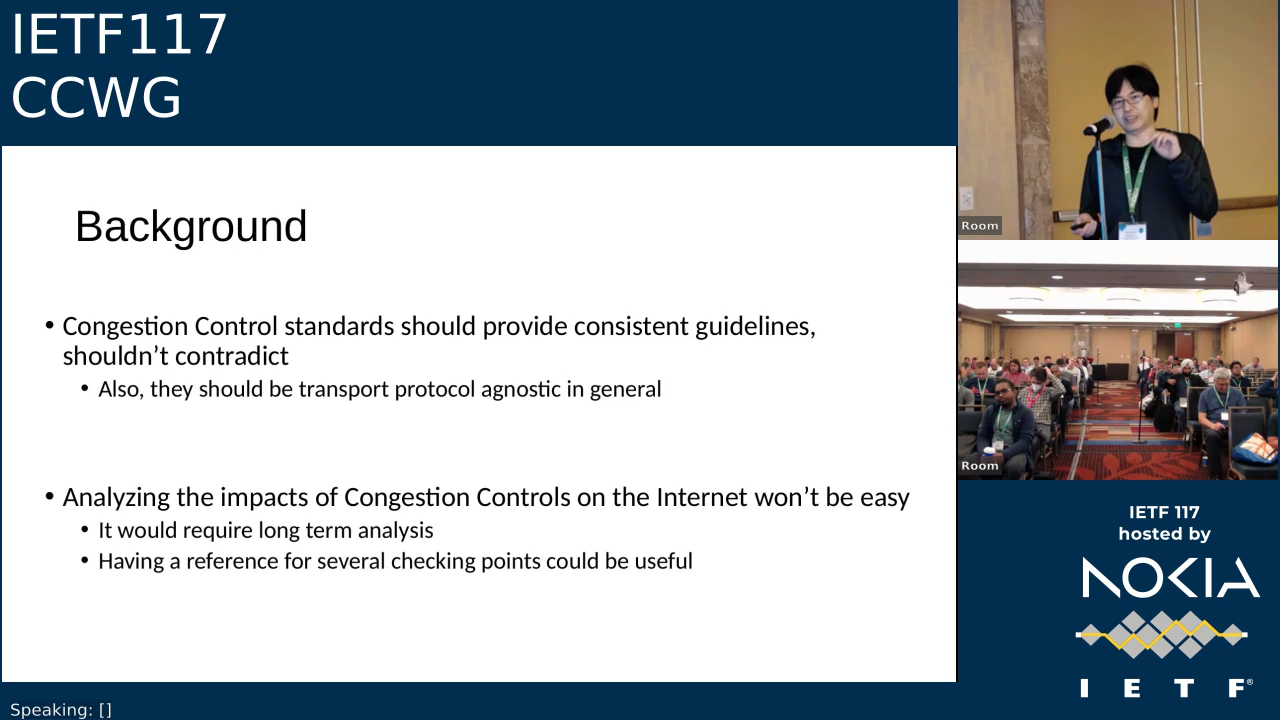 IETF117
CCWG
Background
• Congestion Control standards should provide consistent guidelines,
shouldn’t contradict
• Also, they should be transport protocol agnostic in general
• Analyzing the impacts of Congestion Controls on the Internet won’t be easy
• It would require long term analysis
• Having a reference for several checking points could be useful
Speaking: []
Room
Room
IETF 117
hosted by
NOKIA
I E T F®